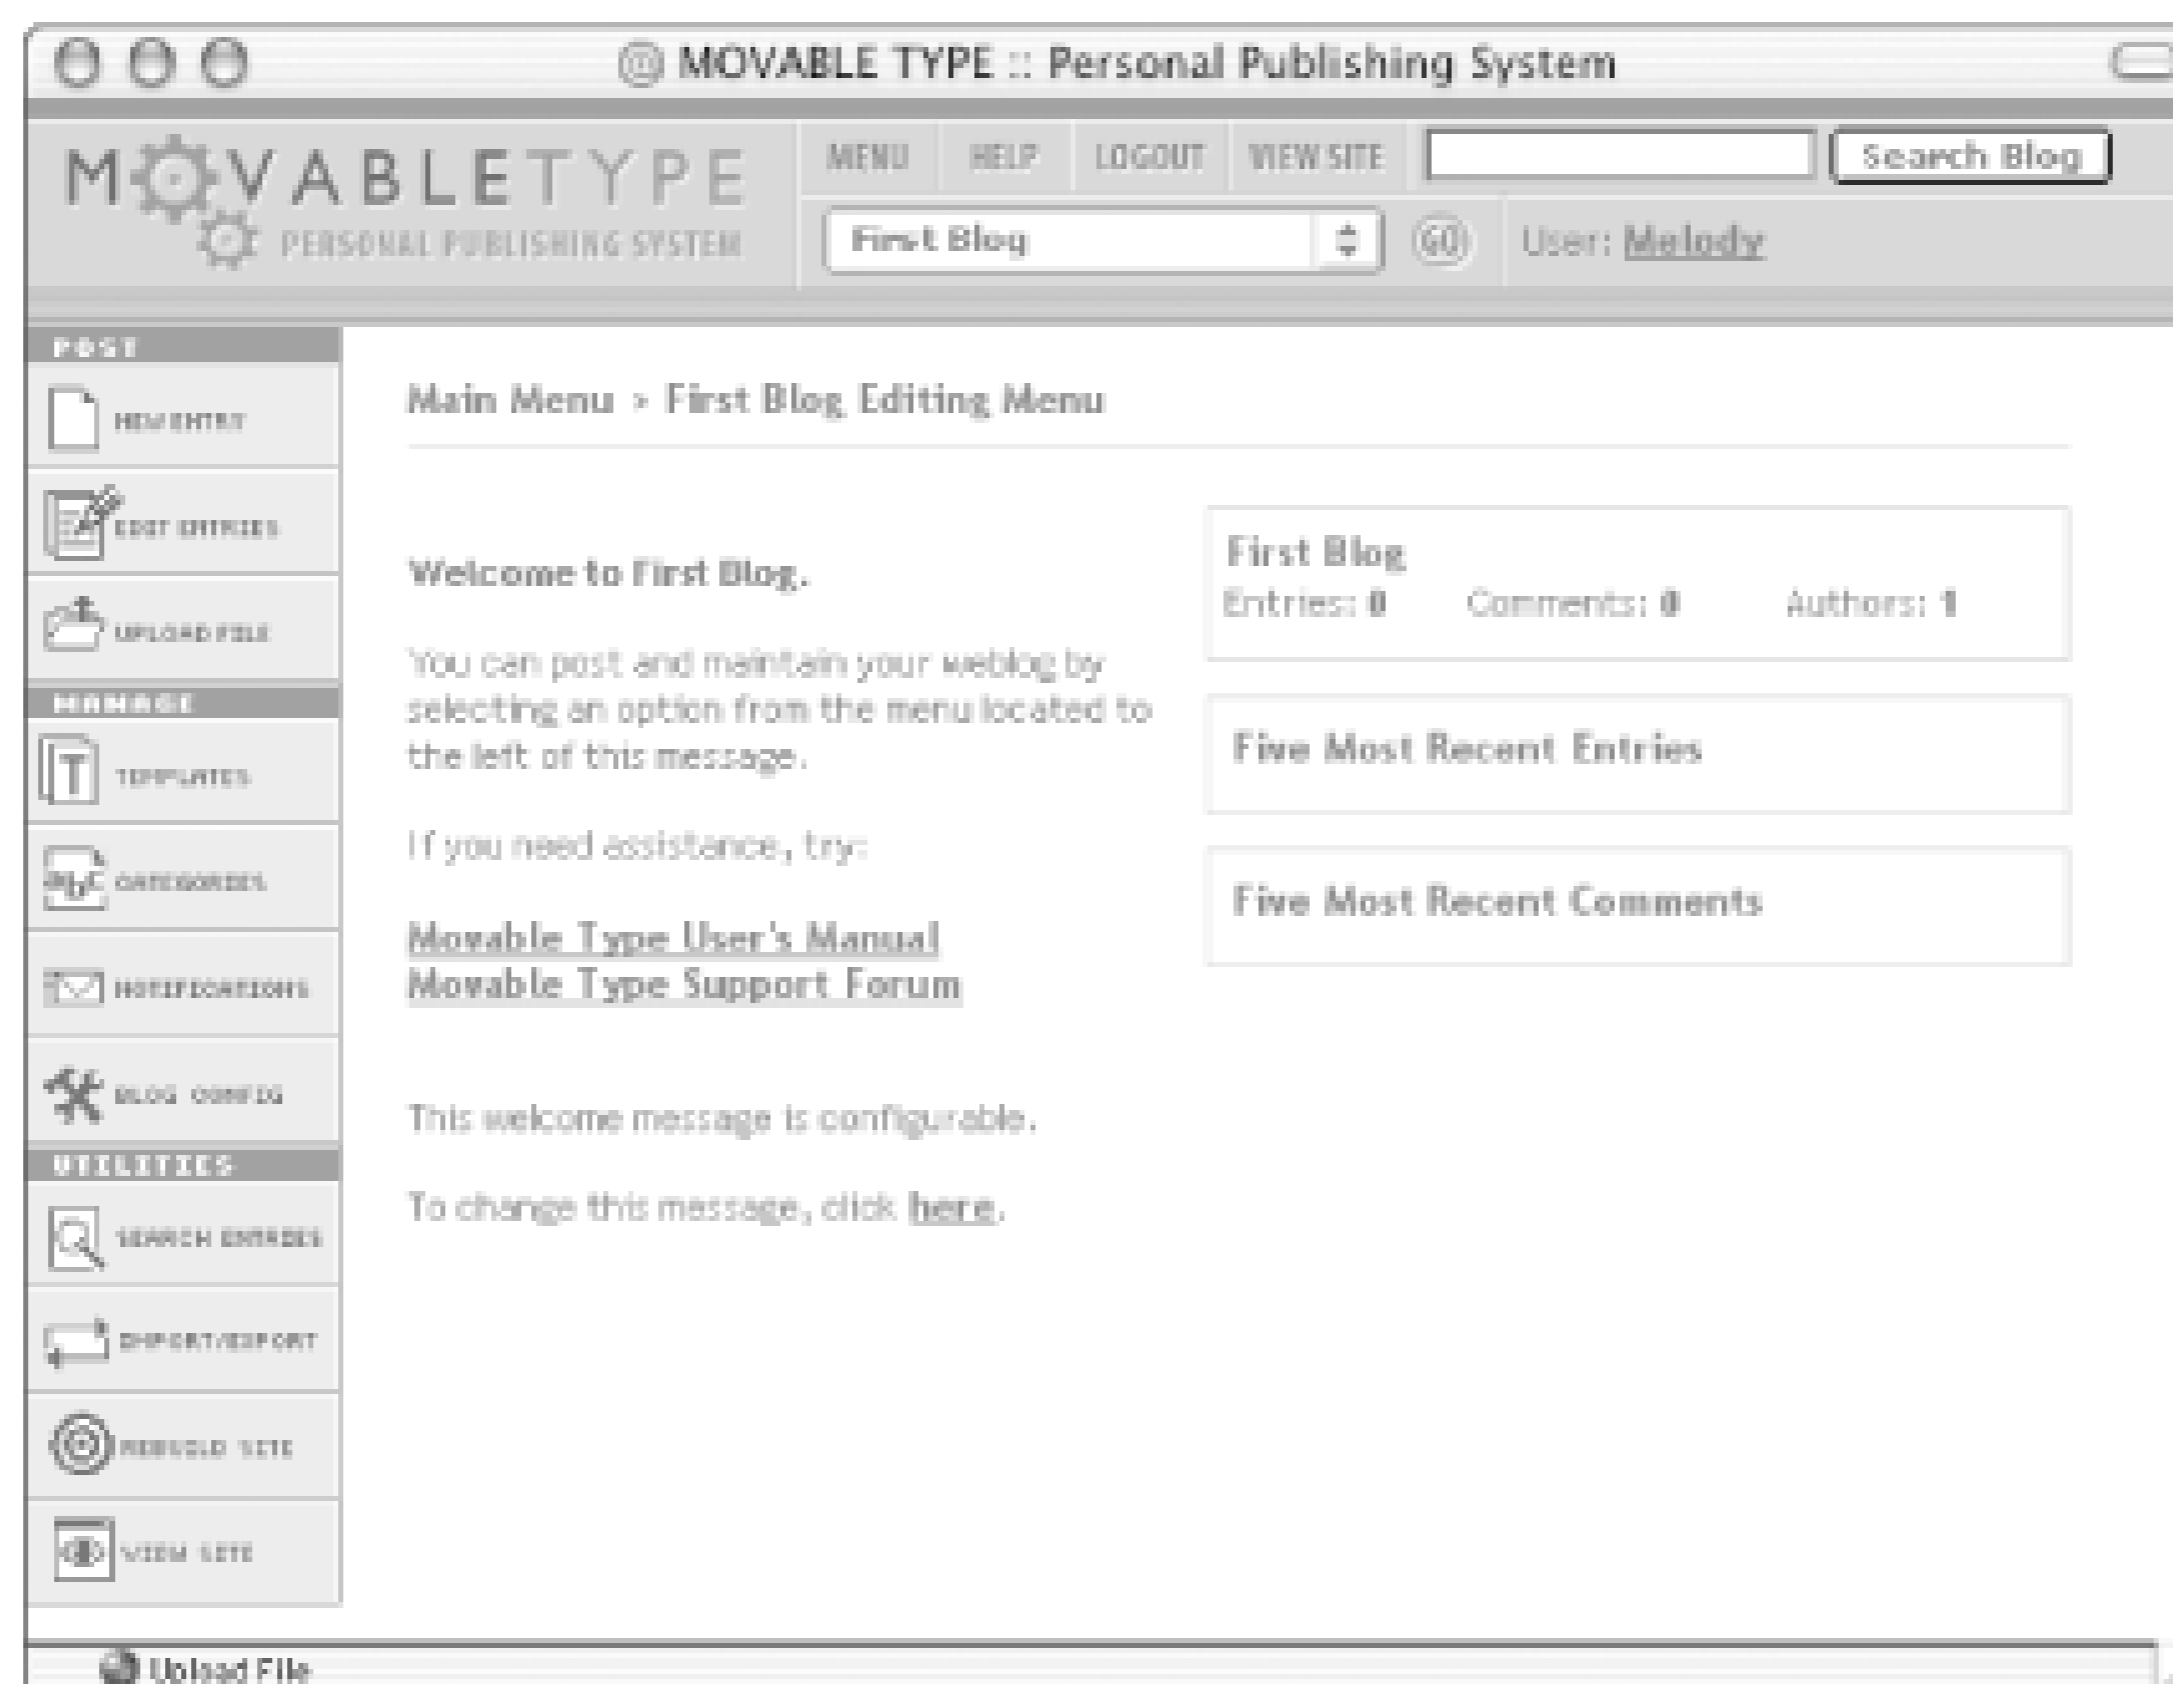 @ MOVABLE TYPE :: Personal Publishing System
MOVABLETYPE
PERSONAL PUBLISHING SYSTEM
MENU HELP LOGOUT VIEW SITE Search Blog
First Blog GO User: Melody
POST
NEW ENTRY
EDIT ENTRIES
UPLOAD FILE
MANAGE
T TEMPLATES
abc CATEGORIES
NOTIFICATIONS
BLOG CONFIG
UTILITIES
SEARCH ENTRIES
IMPORT/EXPORT
REBUILD SITE
VIEW SITE
Main Menu > First Blog Editing Menu
Welcome to First Blog.
You can post and maintain your weblog by
selecting an option from the menu located to
the left of this message.
If you need assistance, try:
Movable Type User's Manual
Movable Type Support Forum
This welcome message is configurable.
To change this message, click here.
First Blog
Entries: 0 Comments: 0 Authors: 1
Five Most Recent Entries
Five Most Recent Comments
Upload File